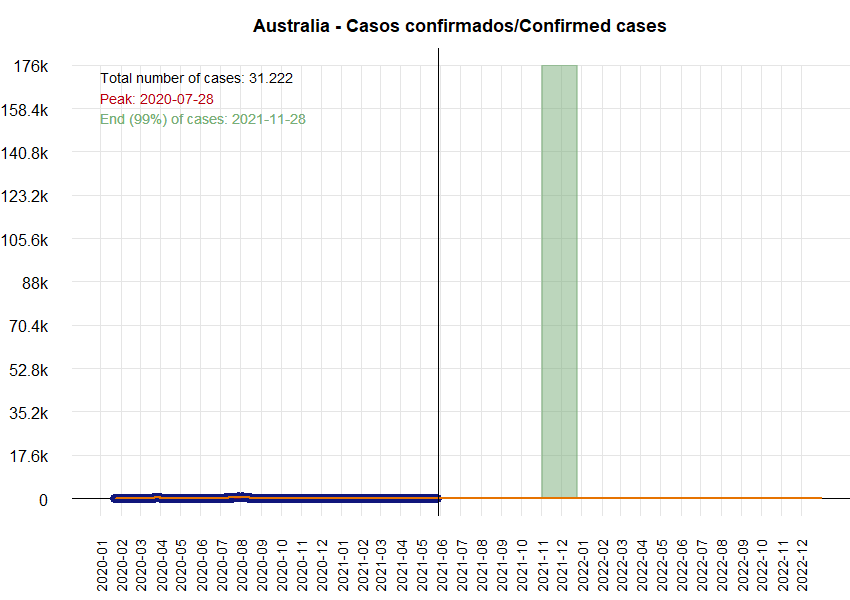 Australia - Casos confirmados/Confirmed cases
176k
158.4k
140.8k
123.2k
105.6k
88k
70.4k
52.8k
35.2k
17.6k
0
Total number of cases: 31.222
Peak: 2020-07-28
End (99%) of cases: 2021-11-28
2020-01
2020-02
2020-03
2020-04
2020-05
2020-06
2020-07
2020-08
2020-09
2020-10
2020-11
2020-12
2021-01
2021-02
2021-03
2021-04
2021-05
2021-06
2021-07
2021-08
2021-09
2021-10
2021-11
2021-12
2022-01
2022-02
2022-03
2022-04
2022-05
2022-06
2022-07
2022-08
2022-09
2022-10
2022-11
2022-12